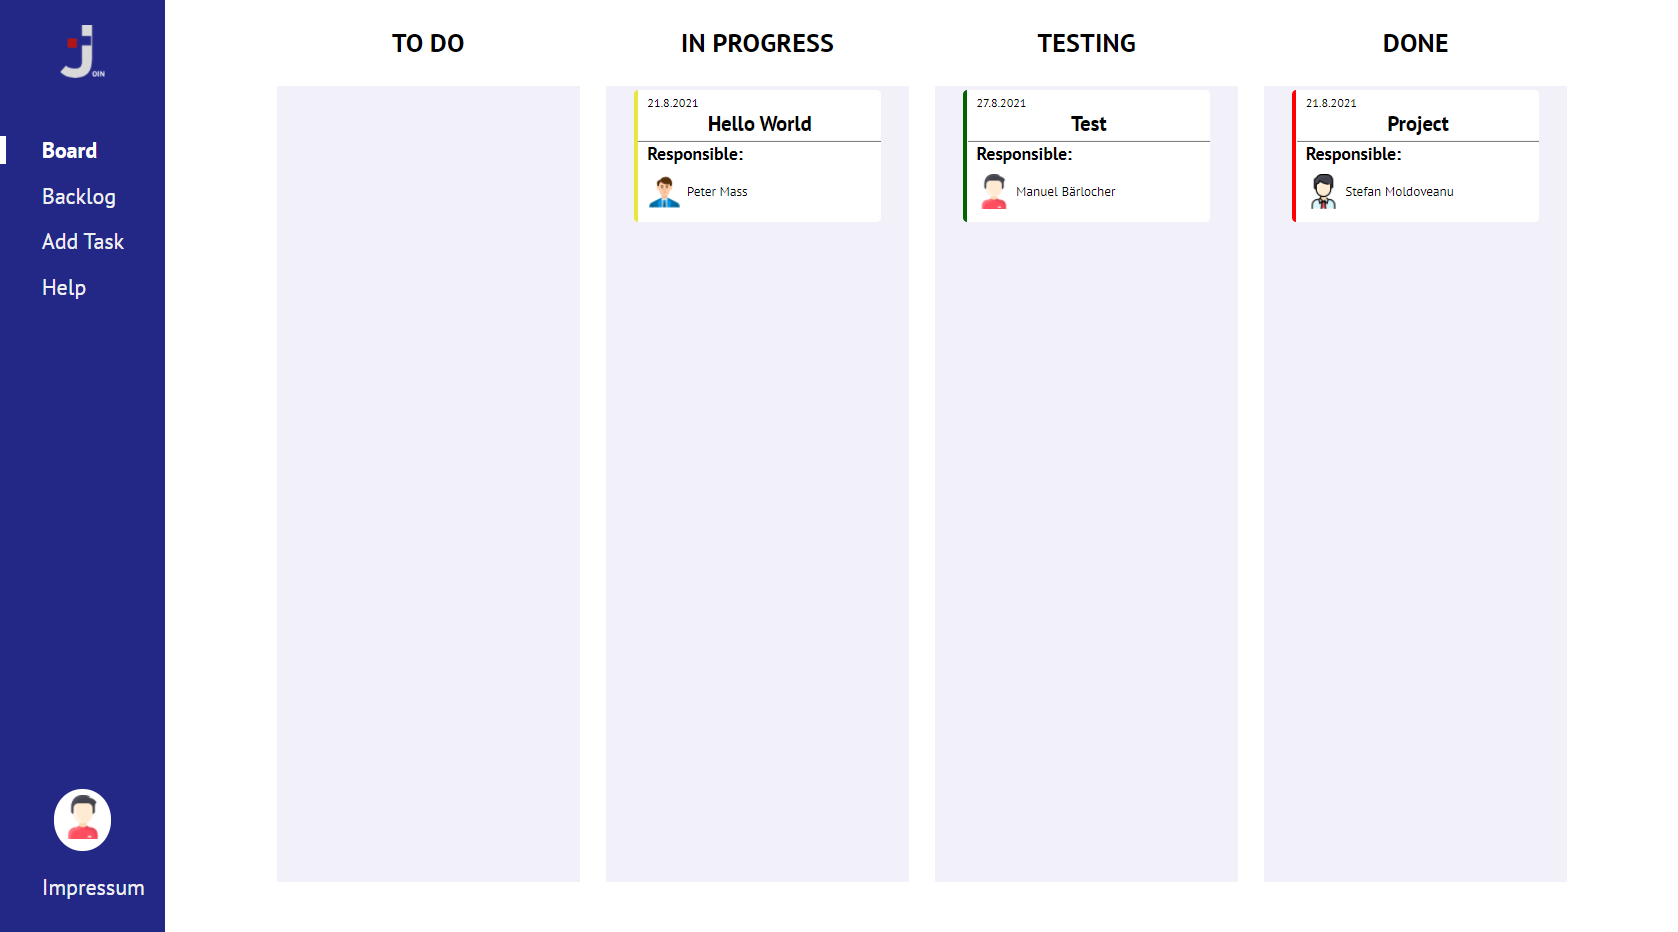 OIN
Board
Backlog
Add Task
Help
Impressum
TO DO
IN PROGRESS
21.8.2021
Hello World
Responsible:
Peter Mass
TESTING
27.8.2021
Test
Responsible:
Manuel Bärlocher
DONE
21.8.2021
Project
Responsible:
Stefan Moldoveanu